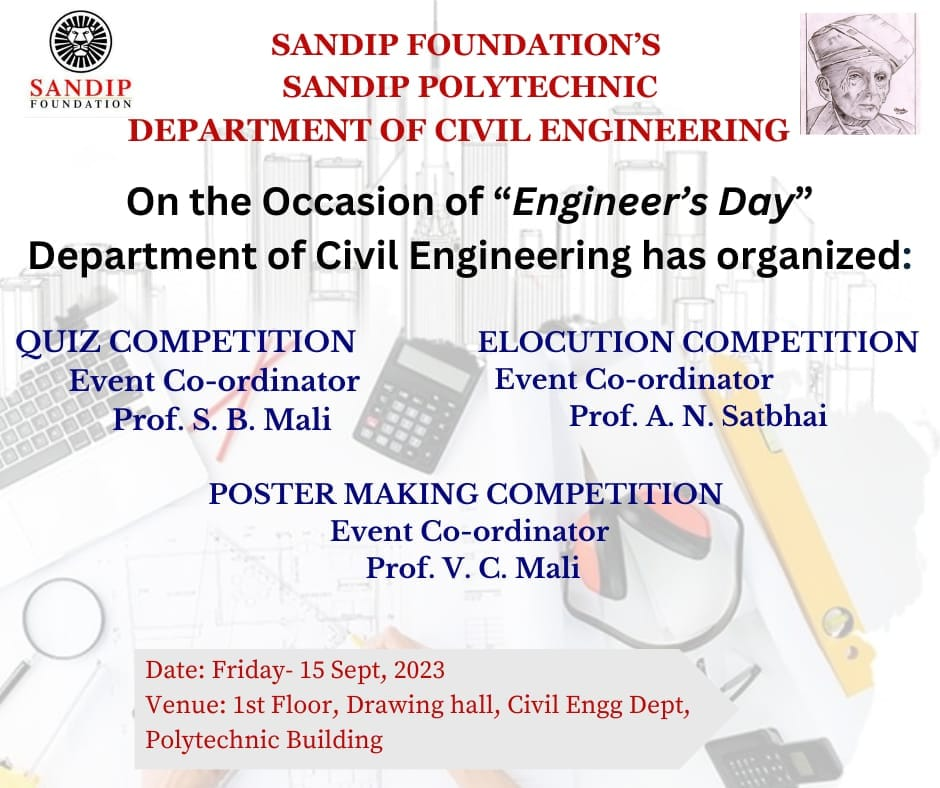 SANDIP
FOUNDATION
SANDIP FOUNDATION’S
SANDIP POLYTECHNIC
DEPARTMENT OF CIVIL ENGINEERING
On the Occasion of “Engineer’s Day”
Department of Civil Engineering has organized:
QUIZ COMPETITION
Event Co-ordinator
Prof. S. B. Mali
ELOCUTION COMPETITION
Event Co-ordinator
Prof. A. N. Satbhai
POSTER MAKING COMPETITION
Event Co-ordinator
Prof. V. C. Mali
Date: Friday- 15 Sept, 2023
Venue: 1st Floor, Drawing hall, Civil Engg Dept,
Polytechnic Building